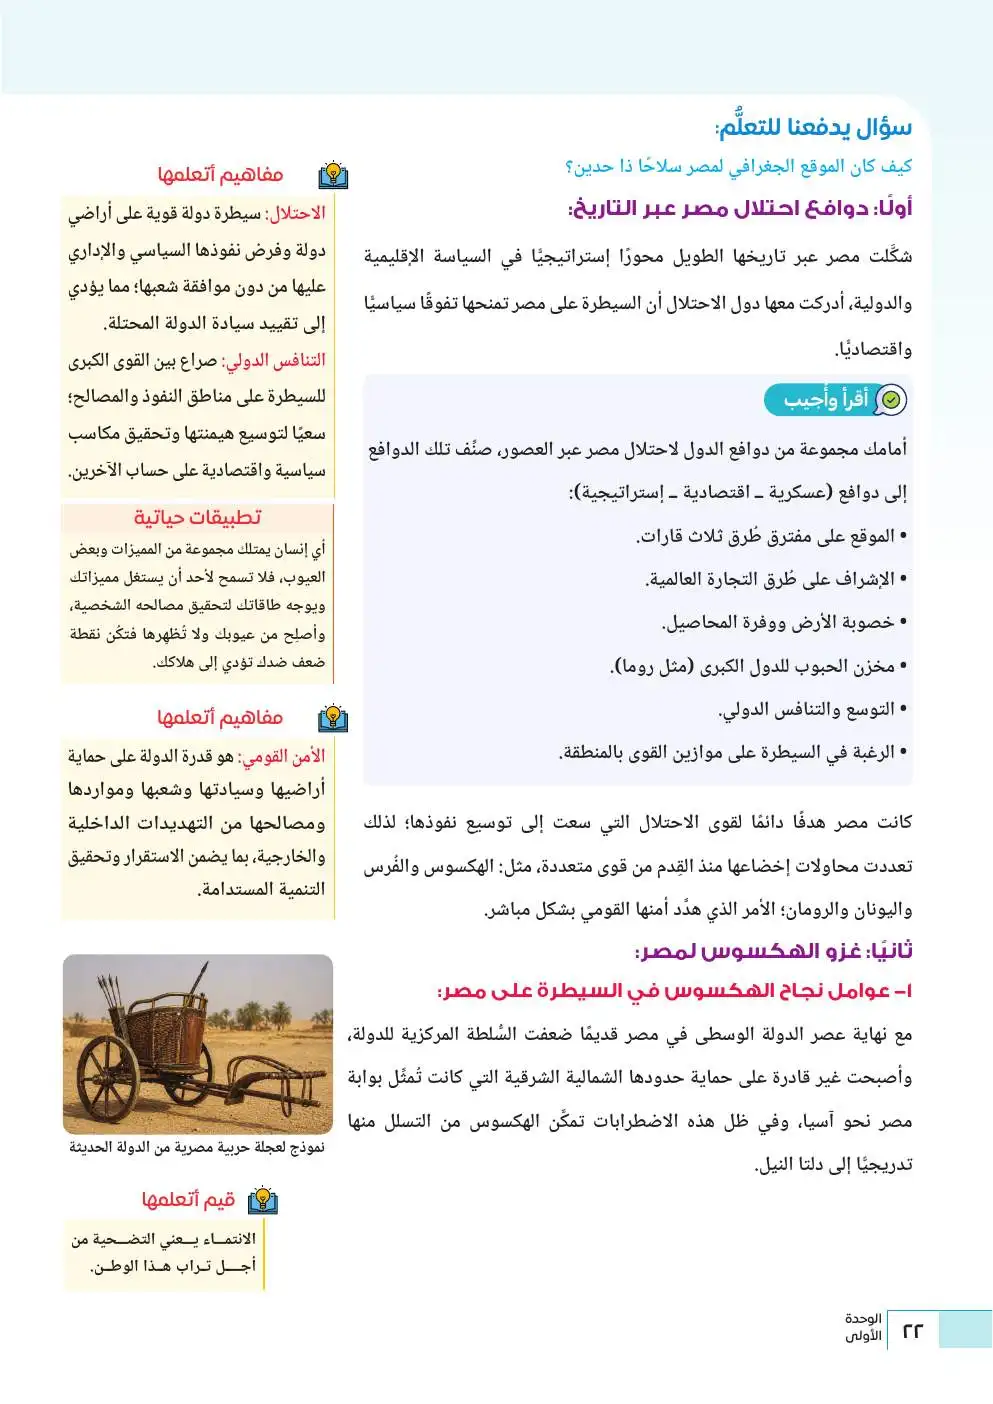 سؤال يدفعنا للتعلُّم:
كيف كان الموقع الجغرافي لمصر سلاحًا ذا حدين؟
أولًا: دوافع احتلال مصر عبر التاريخ:
شكَّلت مصر عبر تاريخها الطويل محورًا إستراتيجيًّا في السياسة الإقليمية
والدولية، أدركت معها دول الاحتلال أن السيطرة على مصر تمنحها تفوقًا سياسيًّا
واقتصاديًّا.
أقرأ وأجيب
أمامك مجموعة من دوافع الدول لاحتلال مصر عبر العصور، صنِّف تلك الدوافع
إلى دوافع (عسكرية – اقتصادية – إستراتيجية):
• الموقع على مفترق طُرق ثلاث قارات.
• الإشراف على طُرق التجارة العالمية.
• خصوبة الأرض ووفرة المحاصيل.
• مخزن الحبوب للدول الكبرى (مثل روما).
• التوسع والتنافس الدولي.
• الرغبة في السيطرة على موازين القوى بالمنطقة.
كانت مصر هدفًا دائمًا لقوى الاحتلال التي سعت إلى توسيع نفوذها؛ لذلك
تعددت محاولات إخضاعها منذ القِدم من قوى متعددة، مثل: الهكسوس والفُرس
واليونان والرومان؛ الأمر الذي هدَّد أمنها القومي بشكل مباشر.
ثانيًا: غزو الهكسوس لمصر:
١- عوامل نجاح الهكسوس في السيطرة على مصر:
مع نهاية عصر الدولة الوسطى في مصر قديمًا ضعفت السُّلطة المركزية للدولة،
وأصبحت غير قادرة على حماية حدودها الشمالية الشرقية التي كانت تُمثِّل بوابة
مصر نحو آسيا، وفي ظل هذه الاضطرابات تمكَّن الهكسوس من التسلل منها
تدريجيًّا إلى دلتا النيل.
مفاهيم أتعلمها
الاحتلال: سيطرة دولة قوية على أراضي
دولة وفرض نفوذها السياسي والإداري
عليها من دون موافقة شعبها؛ مما يؤدي
إلى تقييد سيادة الدولة المحتلة.
التنافس الدولي: صراع بين القوى الكبرى
للسيطرة على مناطق النفوذ والمصالح؛
سعيًا لتوسيع هيمنتها وتحقيق مكاسب
سياسية واقتصادية على حساب الآخرين.
تطبيقات حياتية
أي إنسان يمتلك مجموعة من المميزات وبعض
العيوب، فلا تسمح لأحد أن يستغل مميزاتك
ويوجه طاقاتك لتحقيق مصالحه الشخصية،
وأصلِح من عيوبك ولا تُظهِرها فتكُن نقطة
ضعف ضدك تؤدي إلى هلاكك.
مفاهيم أتعلمها
الأمن القومي: هو قدرة الدولة على حماية
أراضيها وسيادتها وشعبها ومواردها
ومصالحها من التهديدات الداخلية
والخارجية، بما يضمن الاستقرار وتحقيق
التنمية المستدامة.
نموذج لعجلة حربية مصرية من الدولة الحديثة
قيم أتعلمها
الانتمـاء يـعني التضـحية من
أجـل تـراب هـذا الوطـن.
٢٢
الوحدة
الأولى